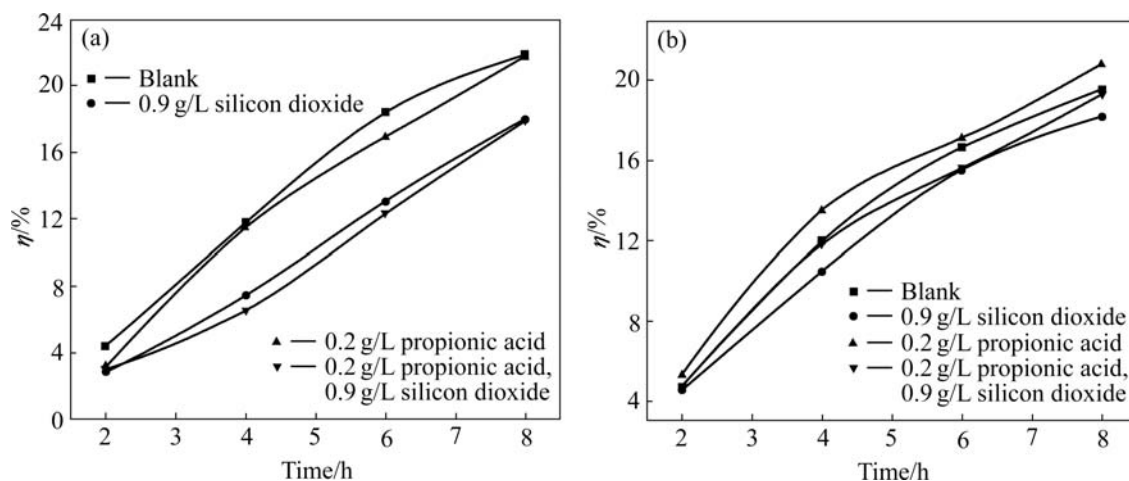 (a)
24
20
16
12
8
4
0
η/%
Blank
0.9 g/L silicon dioxide
0.2 g/L propionic acid
0.2 g/L propionic acid,
0.9 g/L silicon dioxide
2 3 4 5 6 7 8
Time/h
(b)
20
16
12
8
4
η/%
Blank
0.9 g/L silicon dioxide
0.2 g/L propionic acid
0.2 g/L propionic acid,
0.9 g/L silicon dioxide
2 3 4 5 6 7 8
Time/h